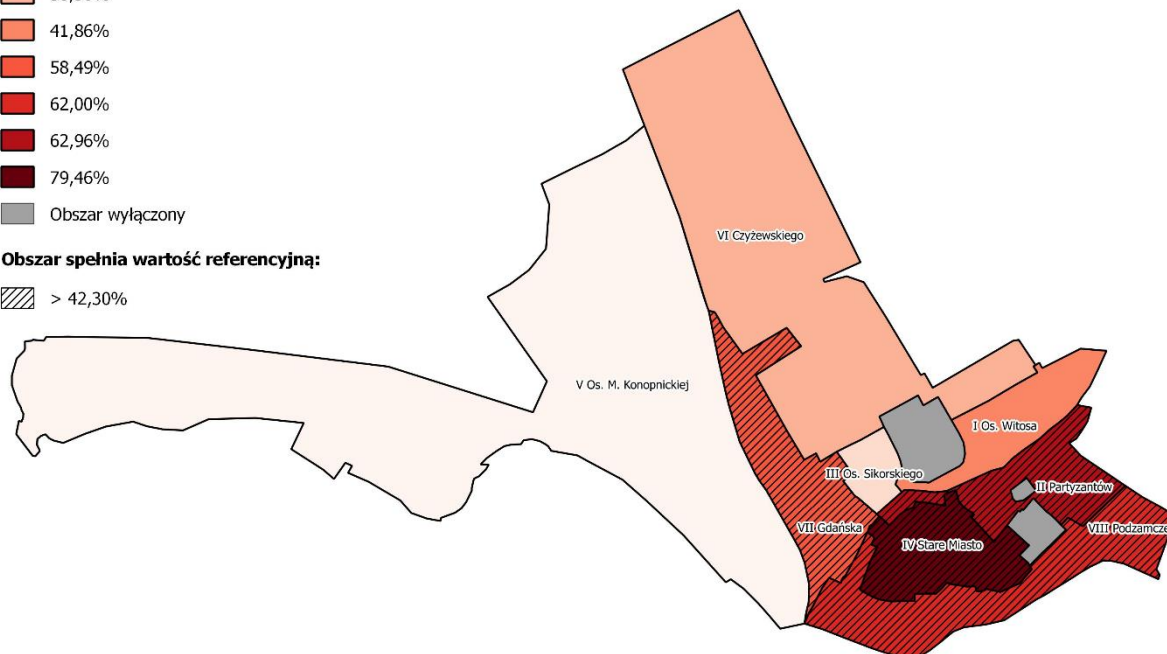 41,86%
58,49%
62,00%
62,96%
79,46%
Obszar wyłączony
Obszar spełnia wartość referencyjną:
> 42,30%
VI Czyżewskiego
V Os. M. Konopnickiej
I Os. Witosa
III Os. Sikorskiego
II Partyzantów
VII Gdańska
VIII Podzamcze
IV Stare Miasto